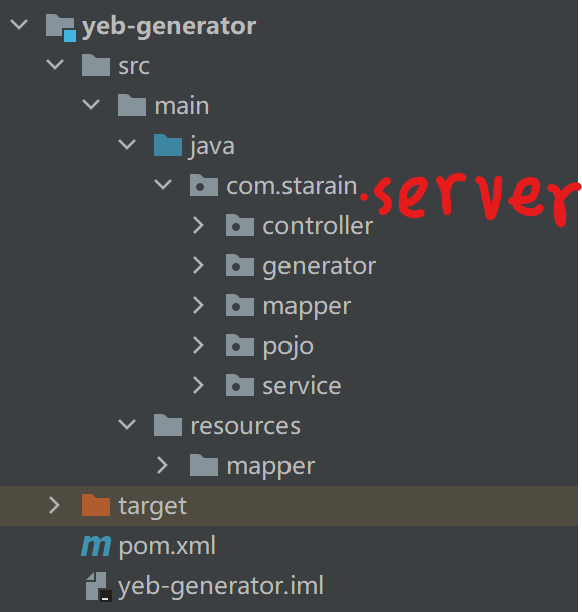 yeb-generator
src
main
java
com.starain.server
controller
generator
mapper
pojo
service
resources
mapper
target
m pom.xml
yeb-generator.iml